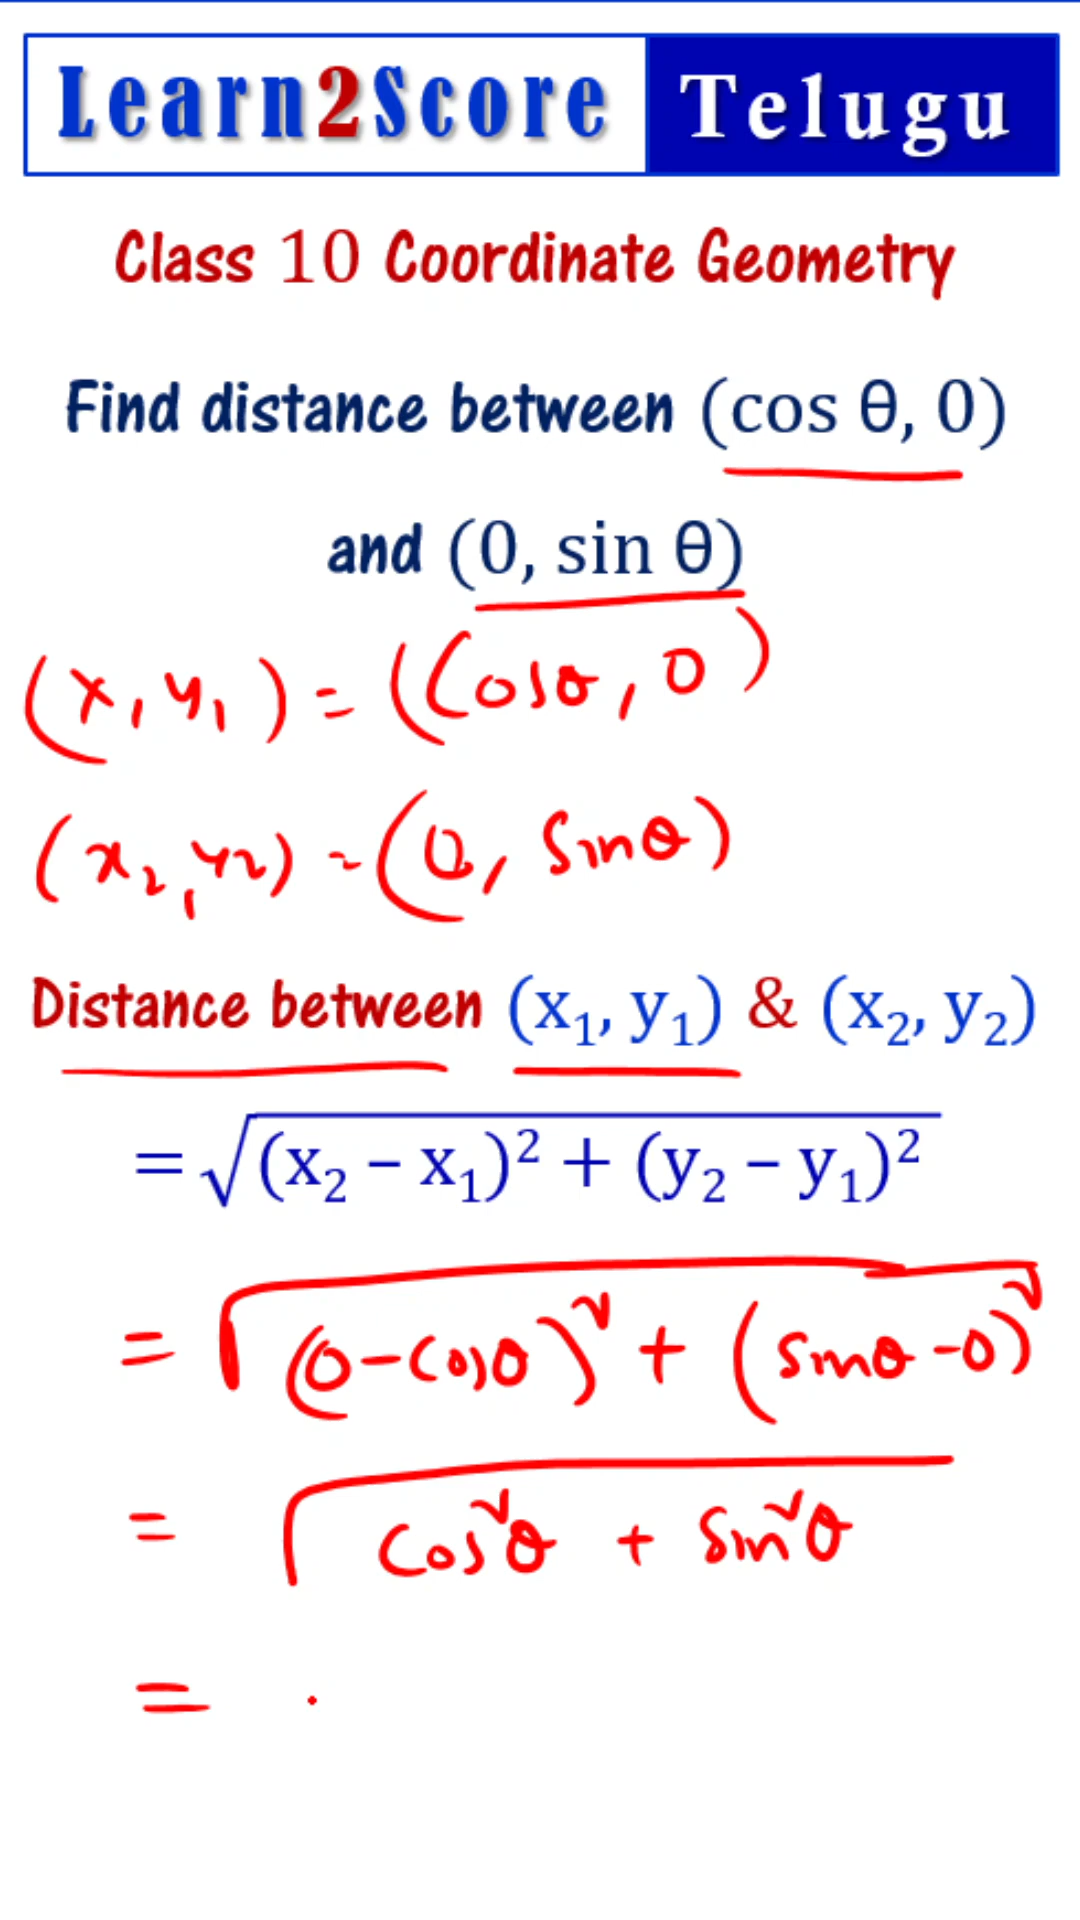 Learn2Score Telugu
Class 10 Coordinate Geometry
Find distance between (cos θ, 0)
and (0, sin θ)
(x, y₁) = (Cosθ, 0)
(x₂, y₂) = (0, Sinθ)
Distance between (x₁, y₁) & (x₂, y₂)
= √(x₂ – x₁)² + (y₂ – y₁)²
= √(0-Cosθ)² + (Sinθ-0)²
= √Cos²θ + Sin²θ
= .